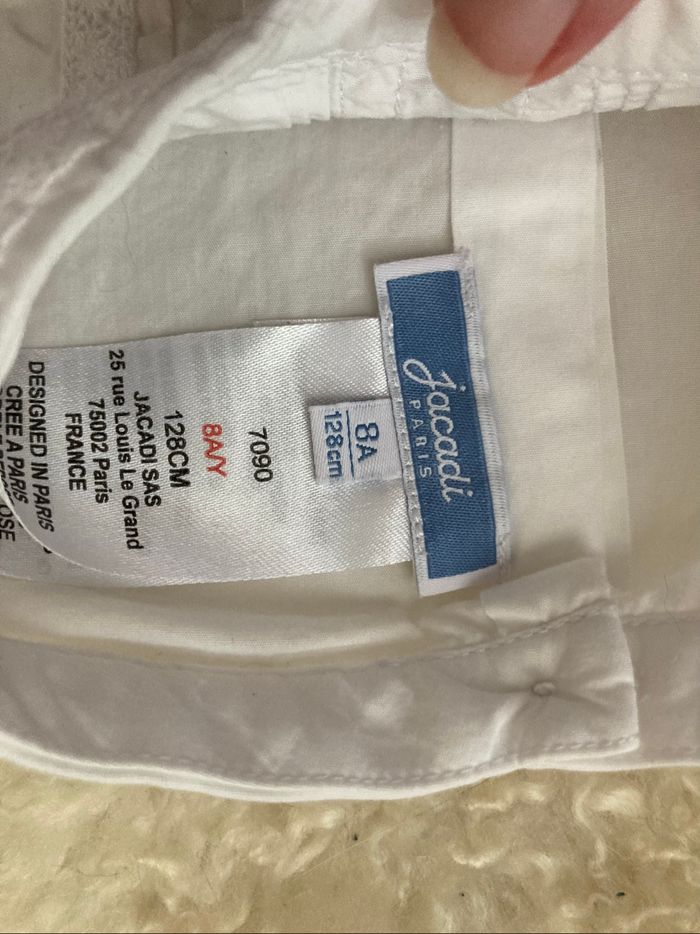 Jacadi
PARIS
8A
128cm
7090
8A/Y
128CM
JACADI SAS
25 rue Louis Le Grand
75002 Paris
FRANCE
DESIGNED IN PARIS
CREE A PARIS